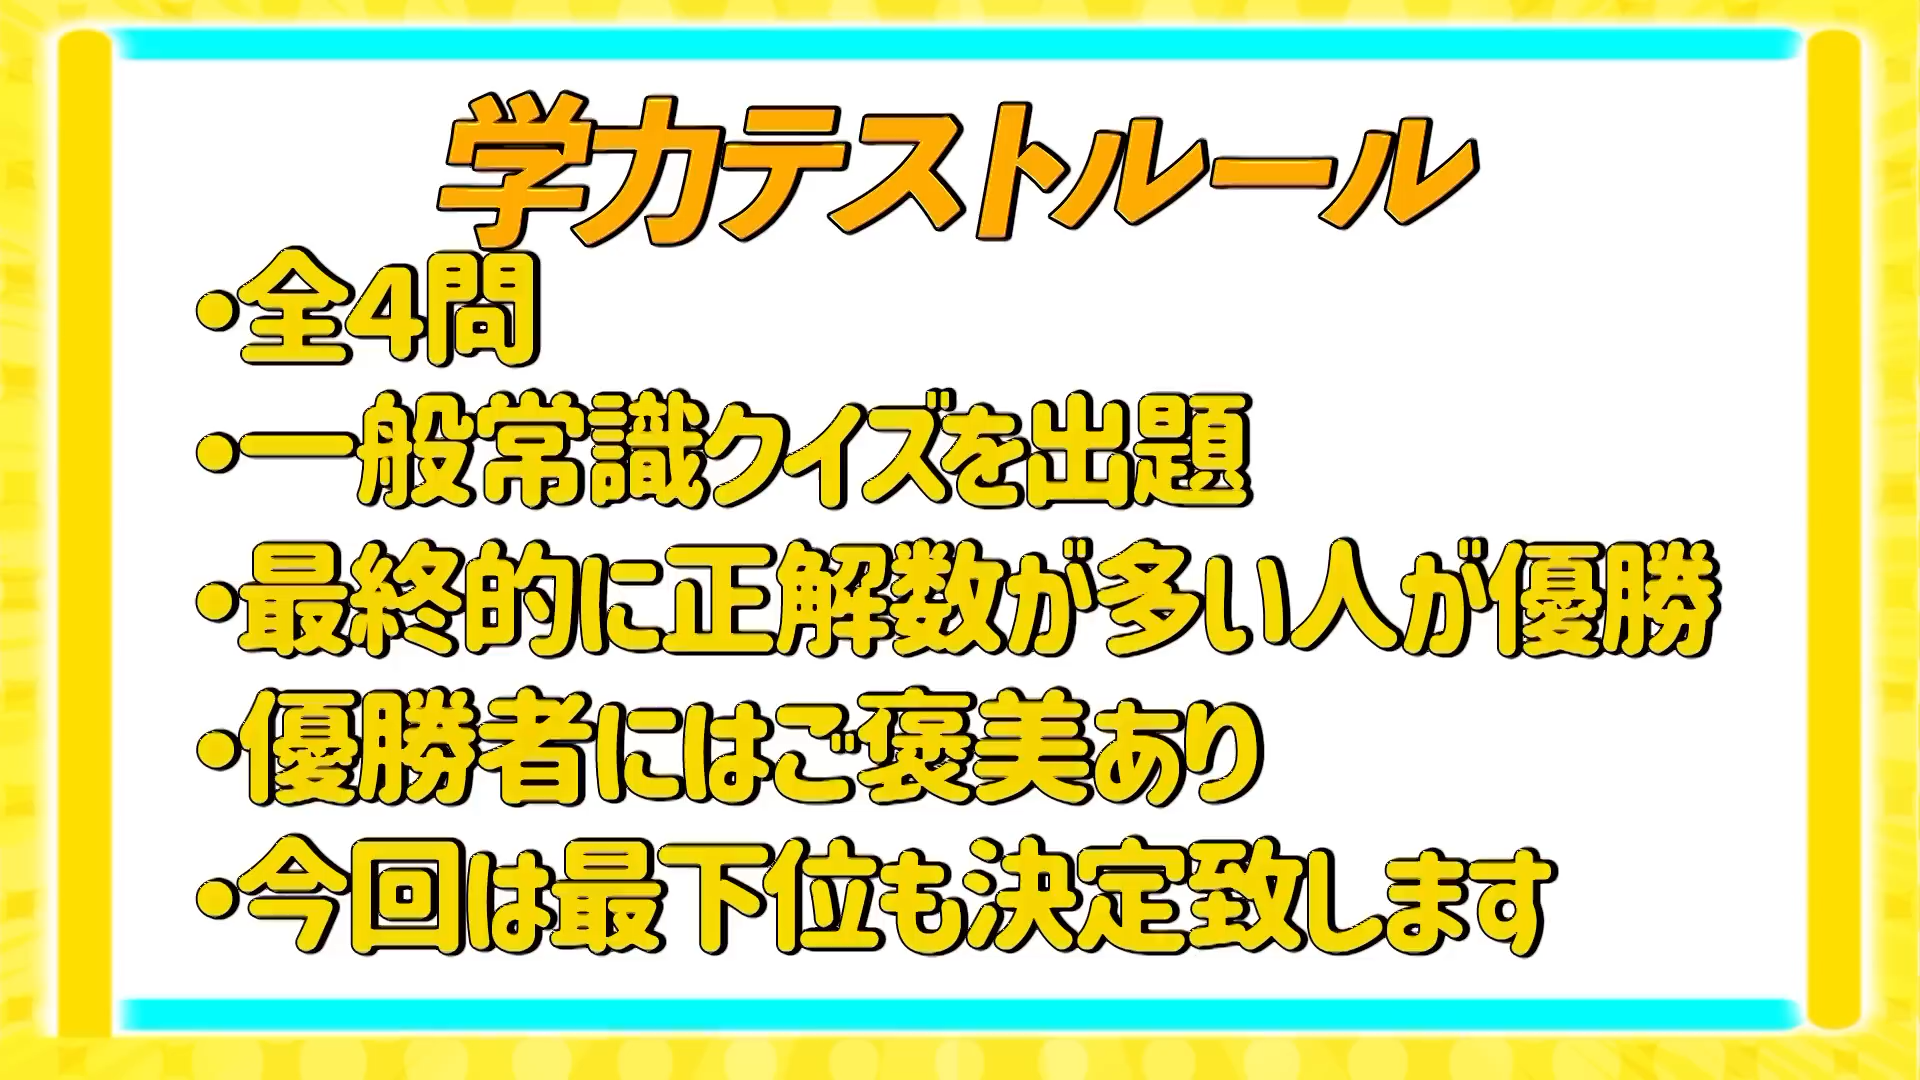 学力テストルール
・全4問
・一般常識クイズを出題
・最終的に正解数が多い人が優勝
・優勝者にはご褒美あり
・今回は最下位も決定致します